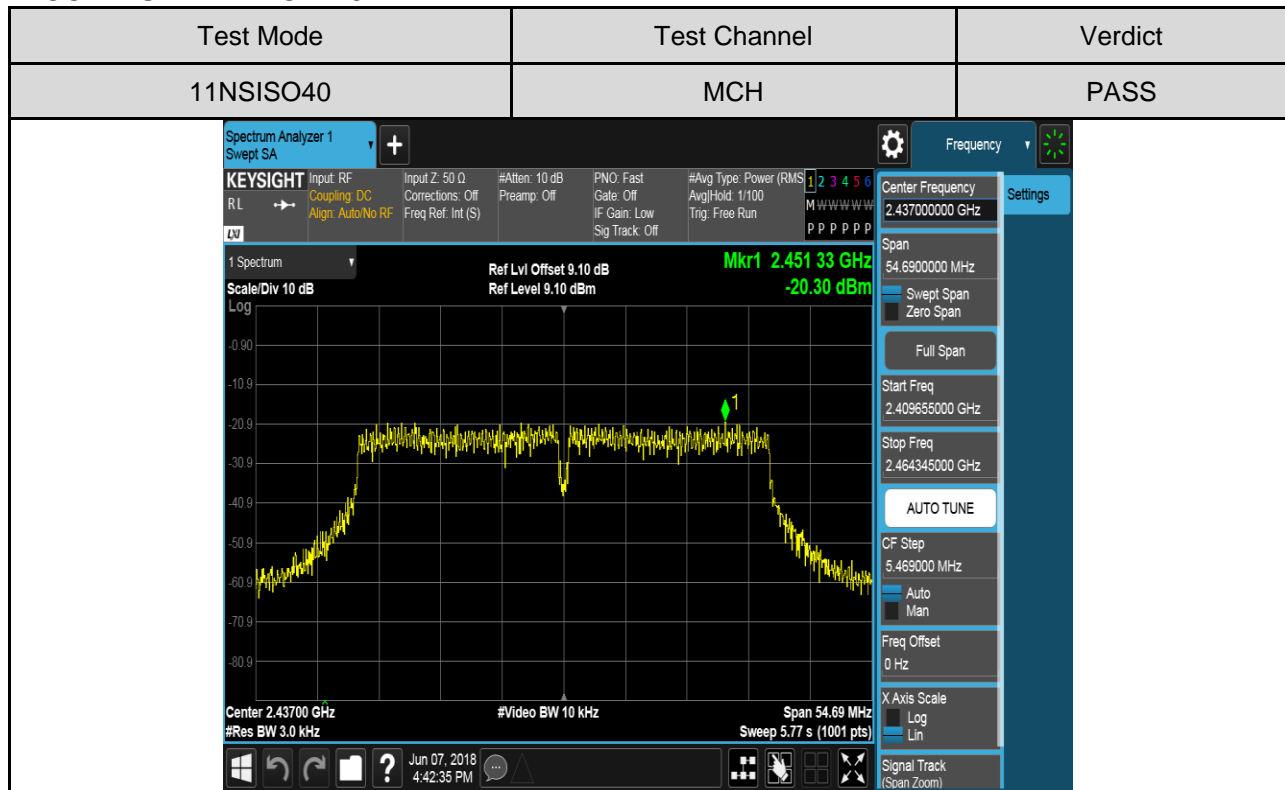 Test Mode Test Channel Verdict
11NSISO40 MCH PASS
Spectrum Analyzer 1
Swept SA
Frequency
KEYSIGHT Input: RF Input Z: 50 Ω #Atten: 10 dB PNO: Fast #Avg Type: Power (RMS 1 2 3 4 5 6
RL Coupling: DC Corrections: Off Preamp: Off Gate: Off Avg|Hold: 1/100 M W W W W W
Align: Auto/No RF Freq Ref: Int (S) IF Gain: Low Trig: Free Run
LXI Sig Track: Off P P P P P P
1 Spectrum
Scale/Div 10 dB
Ref Lvl Offset 9.10 dB
Ref Level 9.10 dBm
Mkr1 2.451 33 GHz
-20.30 dBm
Log
-0.90
-10.9
-20.9
-30.9
-40.9
-50.9
-60.9
-70.9
-80.9
1
Center 2.43700 GHz #Video BW 10 kHz Span 54.69 MHz
#Res BW 3.0 kHz Sweep 5.77 s (1001 pts)
Jun 07, 2018
4:42:35 PM
?
Center Frequency
2.437000000 GHz
Settings
Span
54.6900000 MHz
Swept Span
Zero Span
Full Span
Start Freq
2.409655000 GHz
Stop Freq
2.464345000 GHz
AUTO TUNE
CF Step
5.469000 MHz
Auto
Man
Freq Offset
0 Hz
X Axis Scale
Log
Lin
Signal Track
(Span Zoom)